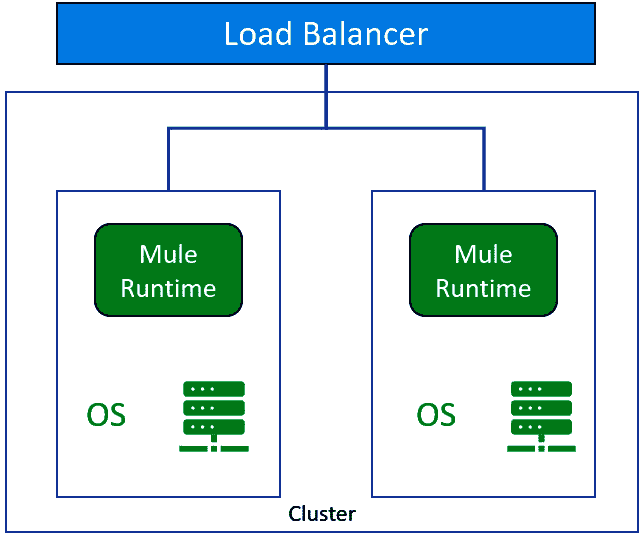 Load Balancer
Mule
Runtime
Mule
Runtime
OS
OS
Cluster